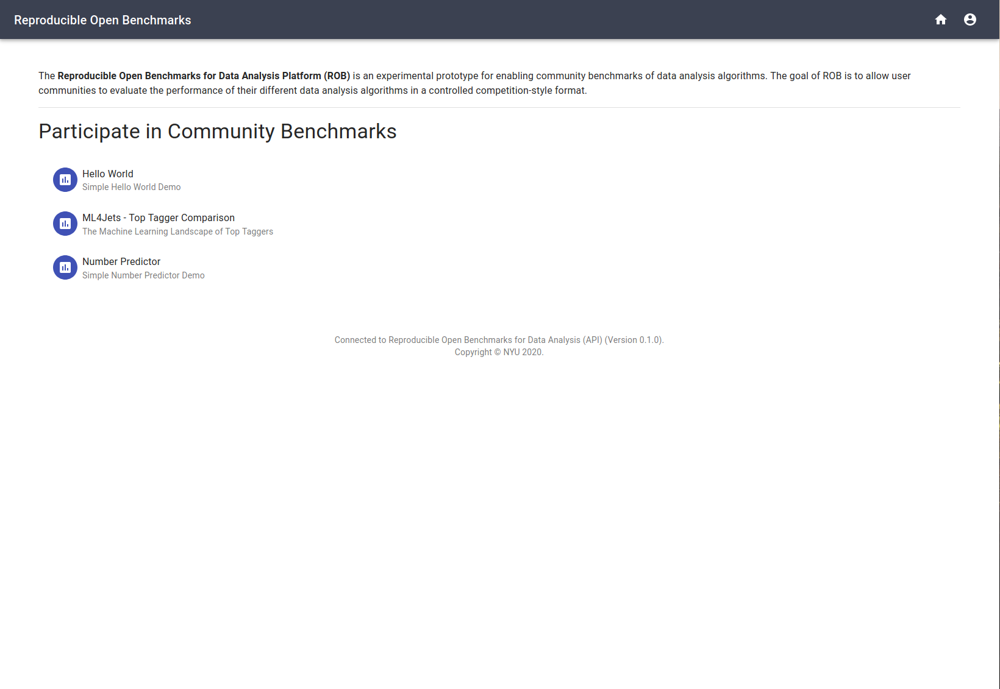 Reproducible Open Benchmarks
The Reproducible Open Benchmarks for Data Analysis Platform (ROB) is an experimental prototype for enabling community benchmarks of data analysis algorithms. The goal of ROB is to allow user
communities to evaluate the performance of their different data analysis algorithms in a controlled competition-style format.
Participate in Community Benchmarks
Hello World
Simple Hello World Demo
ML4Jets - Top Tagger Comparison
The Machine Learning Landscape of Top Taggers
Number Predictor
Simple Number Predictor Demo
Connected to Reproducible Open Benchmarks for Data Analysis (API) (Version 0.1.0).
Copyright © NYU 2020.